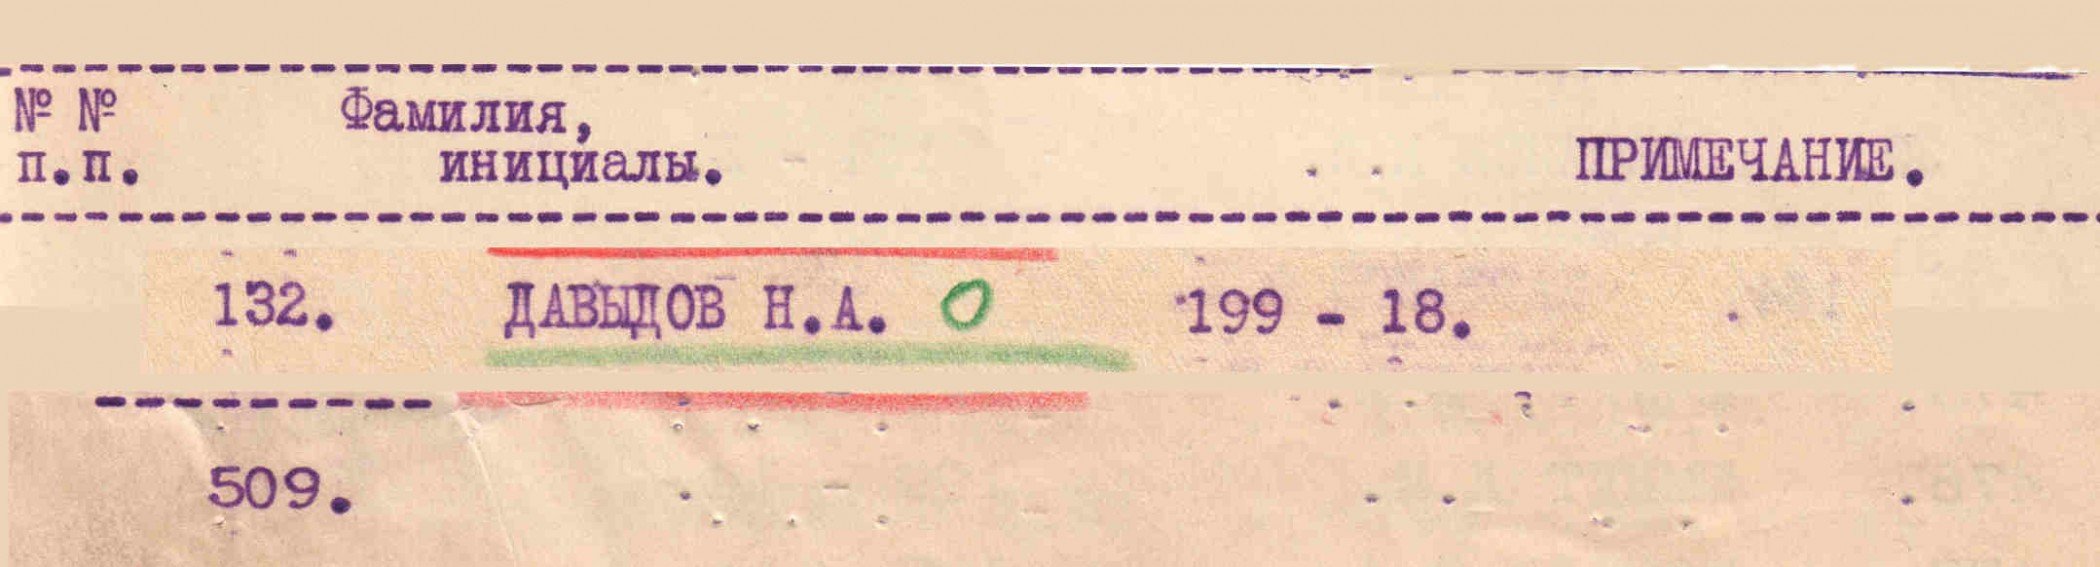 № № Фамилия,
п.п. инициалы. ПРИМЕЧАНИЕ.
132. ДАВЫДОВ Н.А. О 199 - 18.
509.